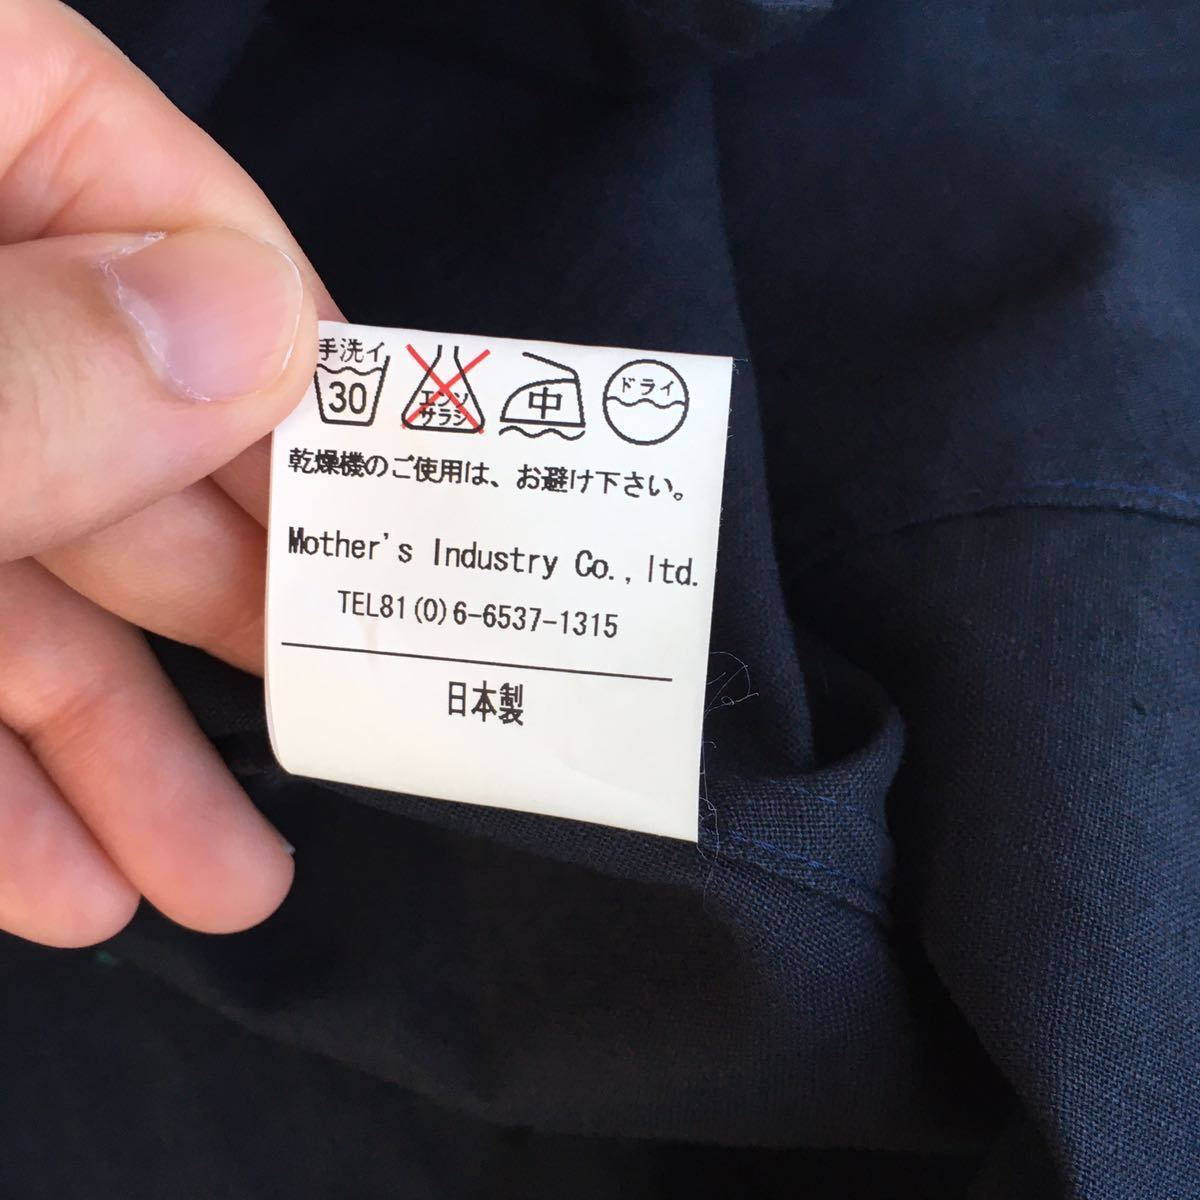 手洗イ 30 エンソサラシ 中 ドライ
乾燥機のご使用は、お避け下さい。
Mother's Industry Co.,ltd.
TEL81(0)6-6537-1315
日本製